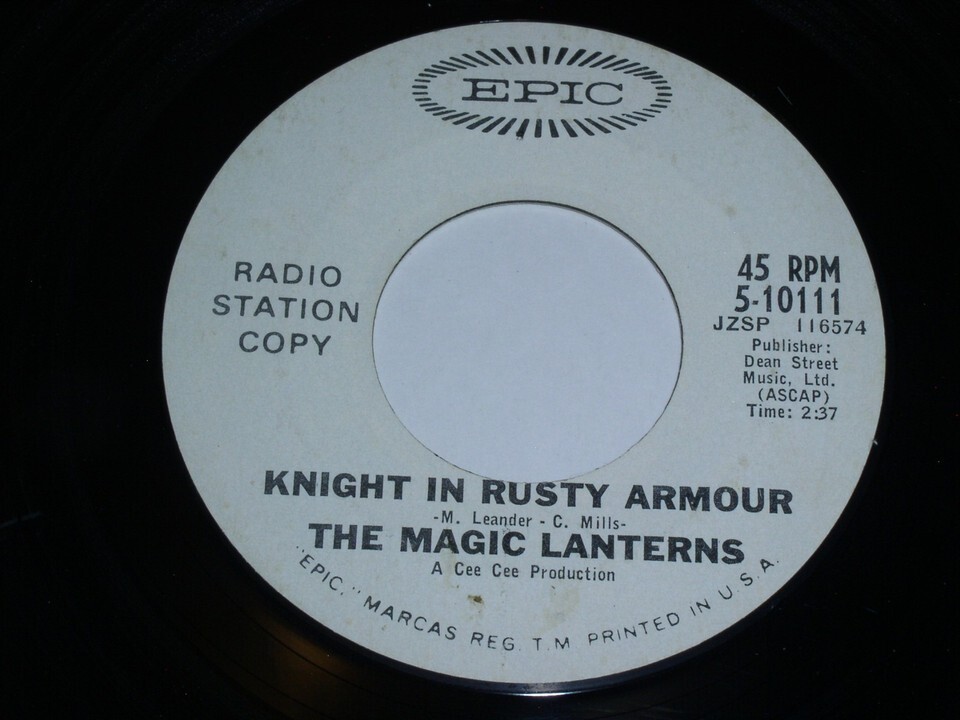 EPIC
RADIO
STATION
COPY
45 RPM
5-10111
JZSP 116574
Publisher:
Dean Street
Music, Ltd.
(ASCAP)
Time: 2:37
KNIGHT IN RUSTY ARMOUR
-M. Leander - C. Mills-
THE MAGIC LANTERNS
A Cee Cee Production
"EPIC," MARCAS REG. T.M. PRINTED IN U.S.A.